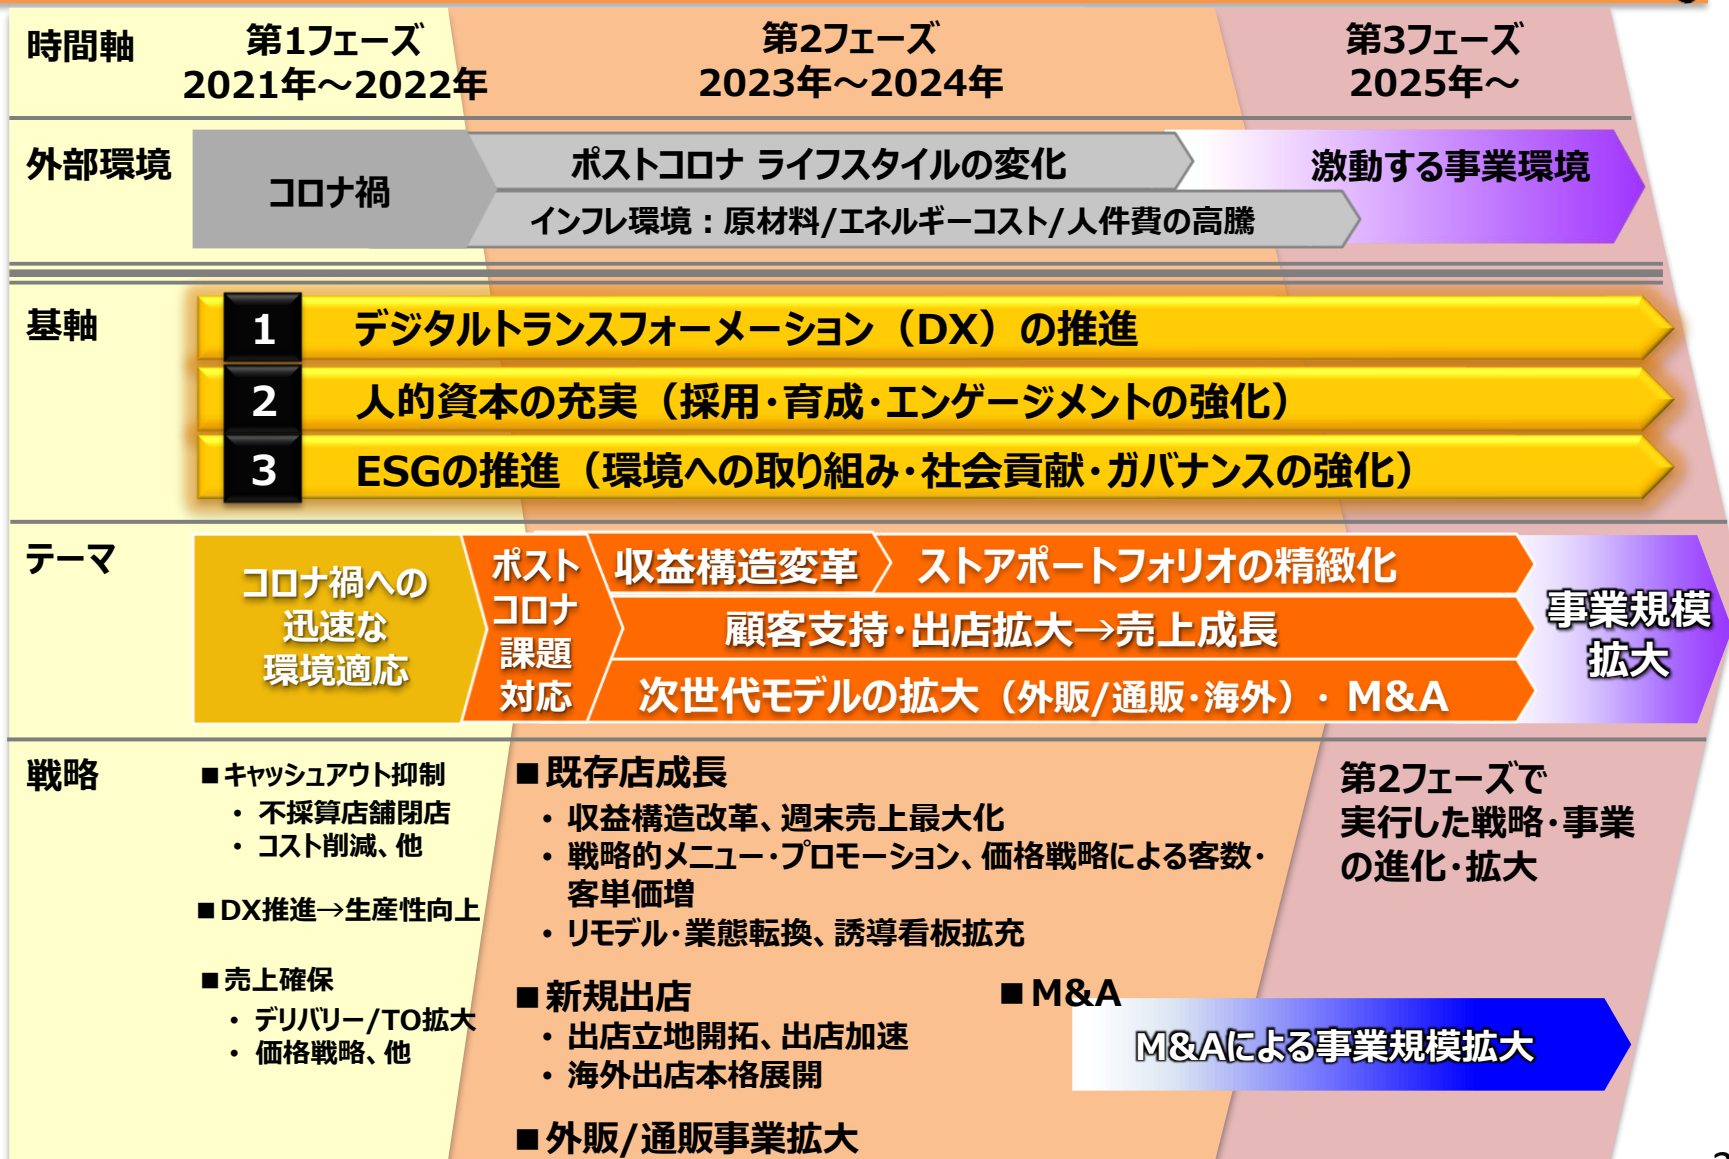 時間軸
第1フェーズ
2021年～2022年
第2フェーズ
2023年～2024年
第3フェーズ
2025年～
外部環境
コロナ禍
ポストコロナ ライフスタイルの変化
インフレ環境：原材料/エネルギーコスト/人件費の高騰
激動する事業環境
基軸
1 デジタルトランスフォーメーション（DX）の推進
2 人的資本の充実（採用・育成・エンゲージメントの強化）
3 ESGの推進（環境への取り組み・社会貢献・ガバナンスの強化）
テーマ
コロナ禍への
迅速な
環境適応
ポスト
コロナ
課題
対応
収益構造変革
ストアポートフォリオの精緻化
顧客支持・出店拡大→売上成長
次世代モデルの拡大（外販/通販・海外）・ M&A
事業規模
拡大
戦略
■キャッシュアウト抑制
・ 不採算店舗閉店
・ コスト削減、他
■DX推進→生産性向上
■売上確保
・ デリバリー/TO拡大
・ 価格戦略、他
■既存店成長
・ 収益構造改革、週末売上最大化
・ 戦略的メニュー・プロモーション、価格戦略による客数・
客単価増
・ リモデル・業態転換、誘導看板拡充
■新規出店
・ 出店立地開拓、出店加速
・ 海外出店本格展開
■外販/通販事業拡大
■M&A
M&Aによる事業規模拡大
第2フェーズで
実行した戦略・事業
の進化・拡大